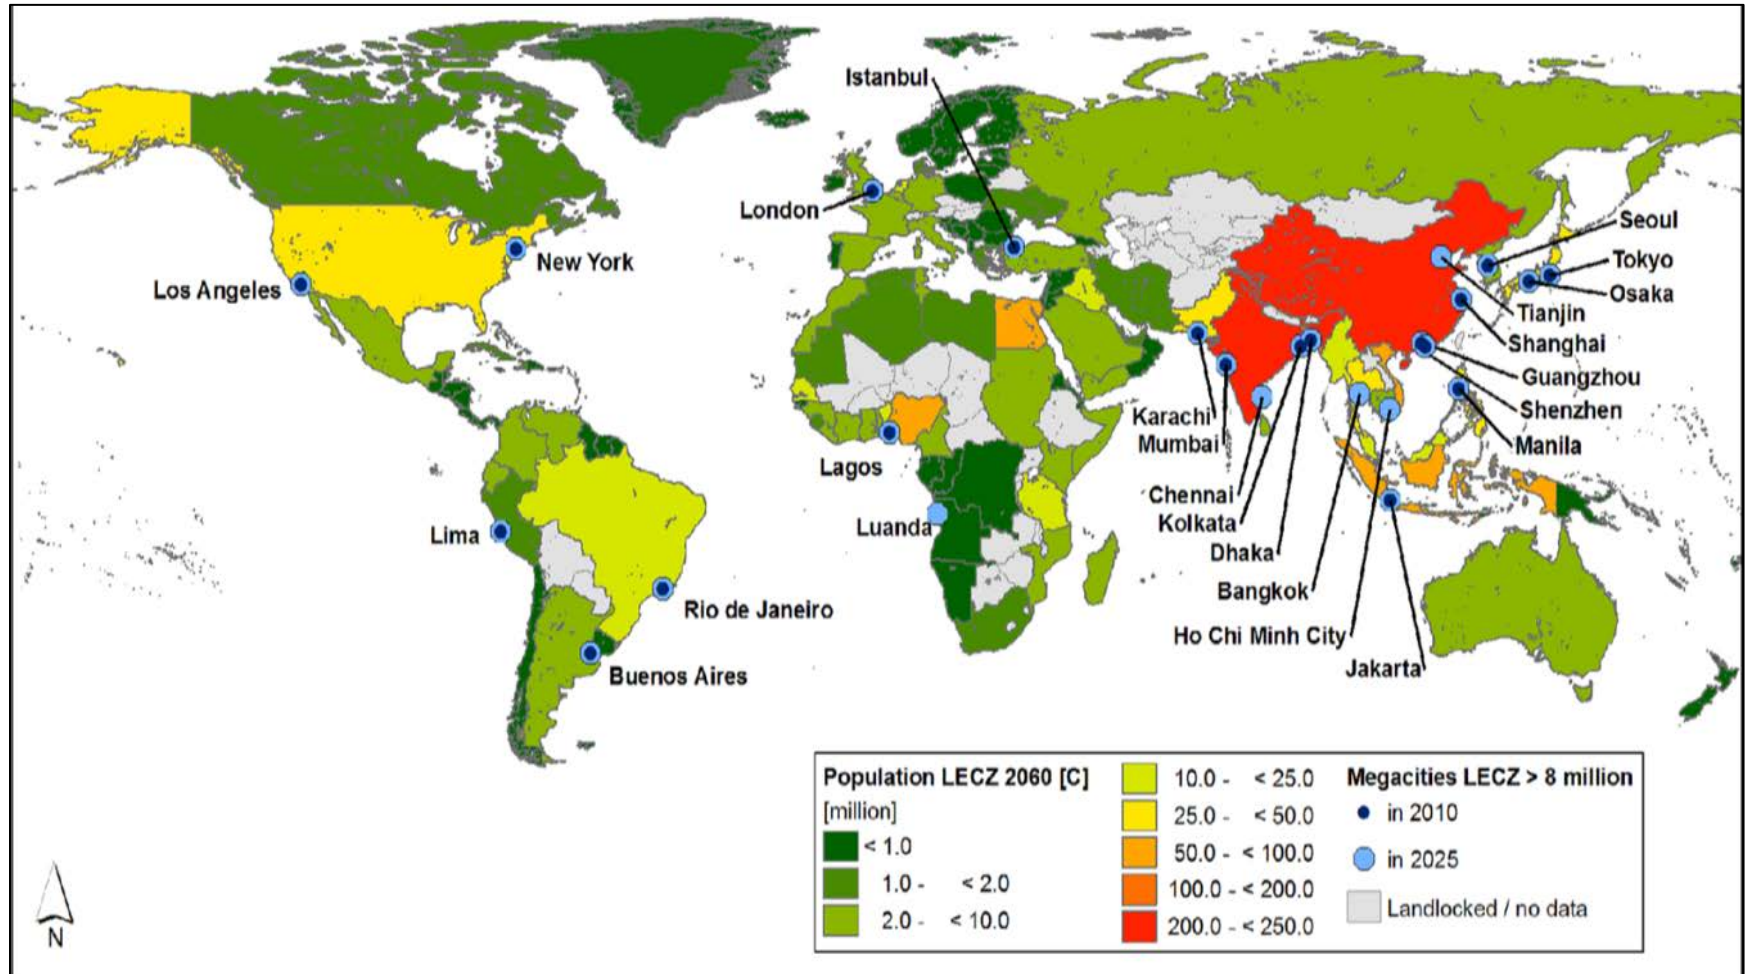 Istanbul
London
Seoul
New York
Tokyo
Los Angeles
Osaka
Tianjin
Shanghai
Guangzhou
Karachi
Shenzhen
Mumbai
Manila
Lagos
Chennai
Kolkata
Luanda
Lima
Dhaka
Bangkok
Rio de Janeiro
Ho Chi Minh City
Jakarta
Buenos Aires
Population LECZ 2060 [C]
[million]
< 1.0
1.0 - < 2.0
2.0 - < 10.0
10.0 - < 25.0
25.0 - < 50.0
50.0 - < 100.0
100.0 - < 200.0
200.0 - < 250.0
Megacities LECZ > 8 million
in 2010
in 2025
Landlocked / no data
N